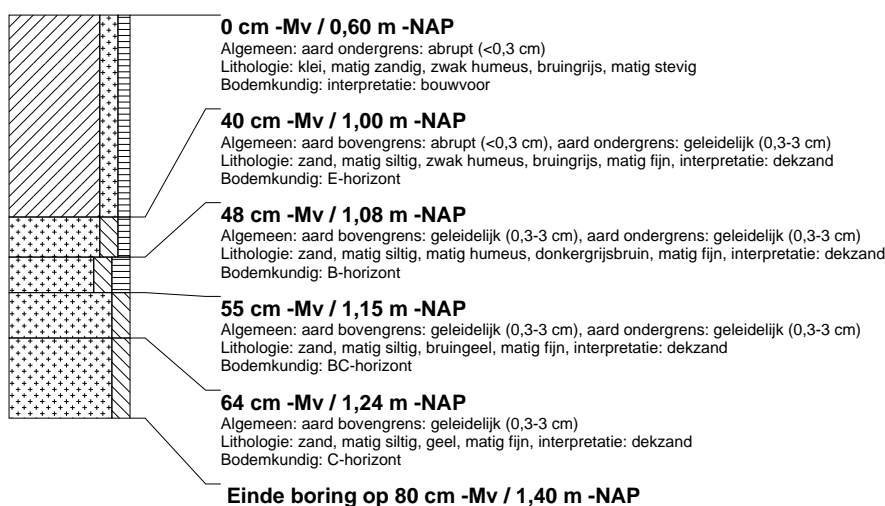 0 cm -Mv / 0,60 m -NAP
Algemeen: aard ondergrens: abrupt (<0,3 cm)
Lithologie: klei, matig zandig, zwak humeus, bruingrijs, matig stevig
Bodemkundig: interpretatie: bouwvoor
40 cm -Mv / 1,00 m -NAP
Algemeen: aard bovengrens: abrupt (<0,3 cm), aard ondergrens: geleidelijk (0,3-3 cm)
Lithologie: zand, matig siltig, zwak humeus, bruingrijs, matig fijn, interpretatie: dekzand
Bodemkundig: E-horizont
48 cm -Mv / 1,08 m -NAP
Algemeen: aard bovengrens: geleidelijk (0,3-3 cm), aard ondergrens: geleidelijk (0,3-3 cm)
Lithologie: zand, matig siltig, matig humeus, donkergrijsbruin, matig fijn, interpretatie: dekzand
Bodemkundig: B-horizont
55 cm -Mv / 1,15 m -NAP
Algemeen: aard bovengrens: geleidelijk (0,3-3 cm), aard ondergrens: geleidelijk (0,3-3 cm)
Lithologie: zand, matig siltig, bruingeel, matig fijn, interpretatie: dekzand
Bodemkundig: BC-horizont
64 cm -Mv / 1,24 m -NAP
Algemeen: aard bovengrens: geleidelijk (0,3-3 cm)
Lithologie: zand, matig siltig, geel, matig fijn, interpretatie: dekzand
Bodemkundig: C-horizont
Einde boring op 80 cm -Mv / 1,40 m -NAP